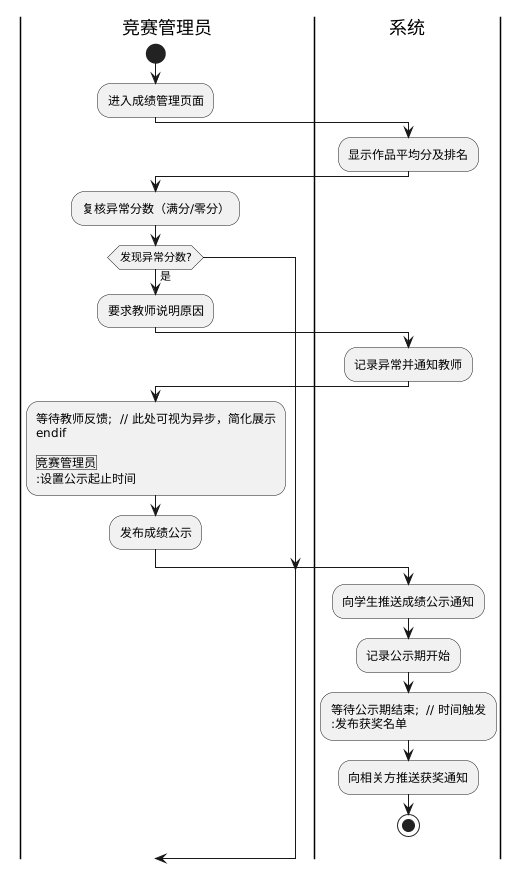 竞赛管理员
系统
进入成绩管理页面
显示作品平均分及排名
复核异常分数（满分/零分）
发现异常分数?
是
要求教师说明原因
记录异常并通知教师
等待教师反馈;  // 此处可视为异步，简化展示
endif
竞赛管理员
:设置公示起止时间
发布成绩公示
向学生推送成绩公示通知
记录公示期开始
等待公示期结束;  // 时间触发
:发布获奖名单
向相关方推送获奖通知